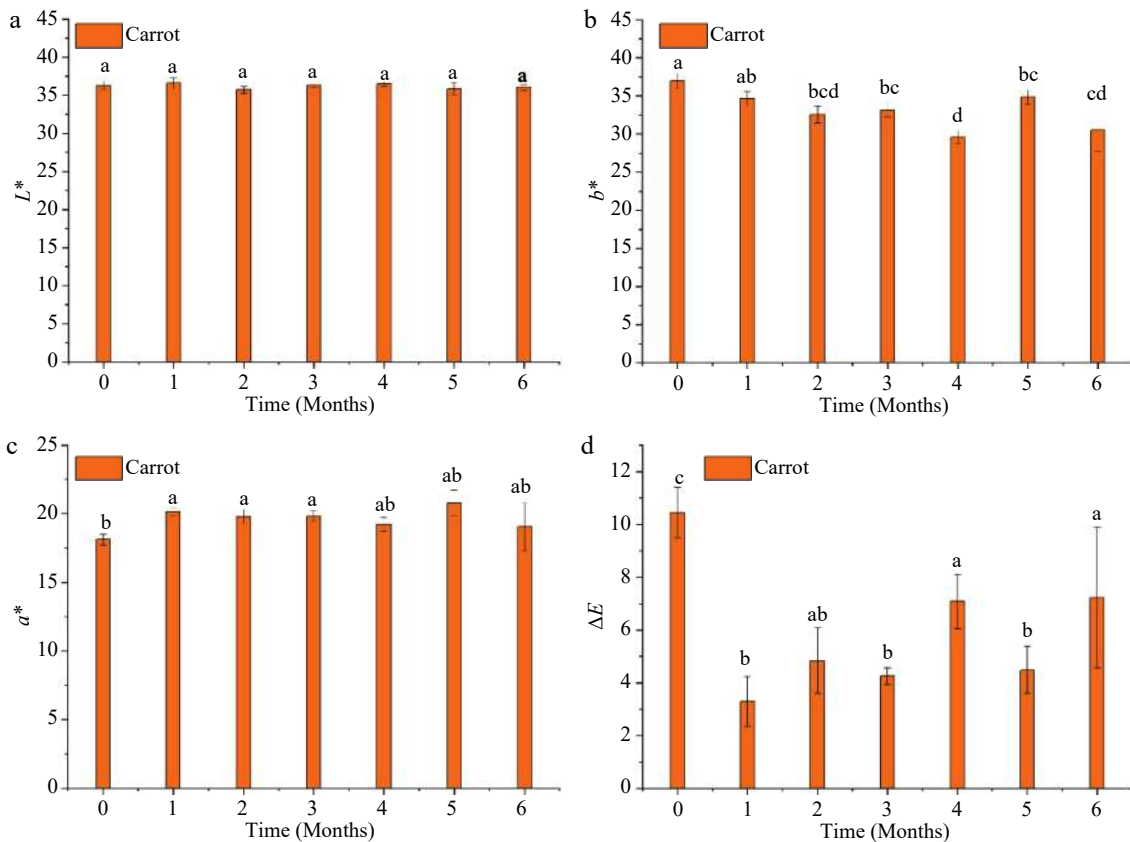 a
Carrot
35
40
35
30
25
20
15
10
5
0
L*
a a a a a a a
0 1 2 3 4 5 6
Time (Months)
b
Carrot
45
40
35
30
25
20
15
10
5
0
b*
a ab bcd bc d bc cd
0 1 2 3 4 5 6
Time (Months)
c
Carrot
25
20
15
10
5
0
a*
b a a a ab ab ab
0 1 2 3 4 5 6
Time (Months)
d
Carrot
12
10
8
6
4
2
0
ΔE
c b ab b a b a
0 1 2 3 4 5 6
Time (Months)